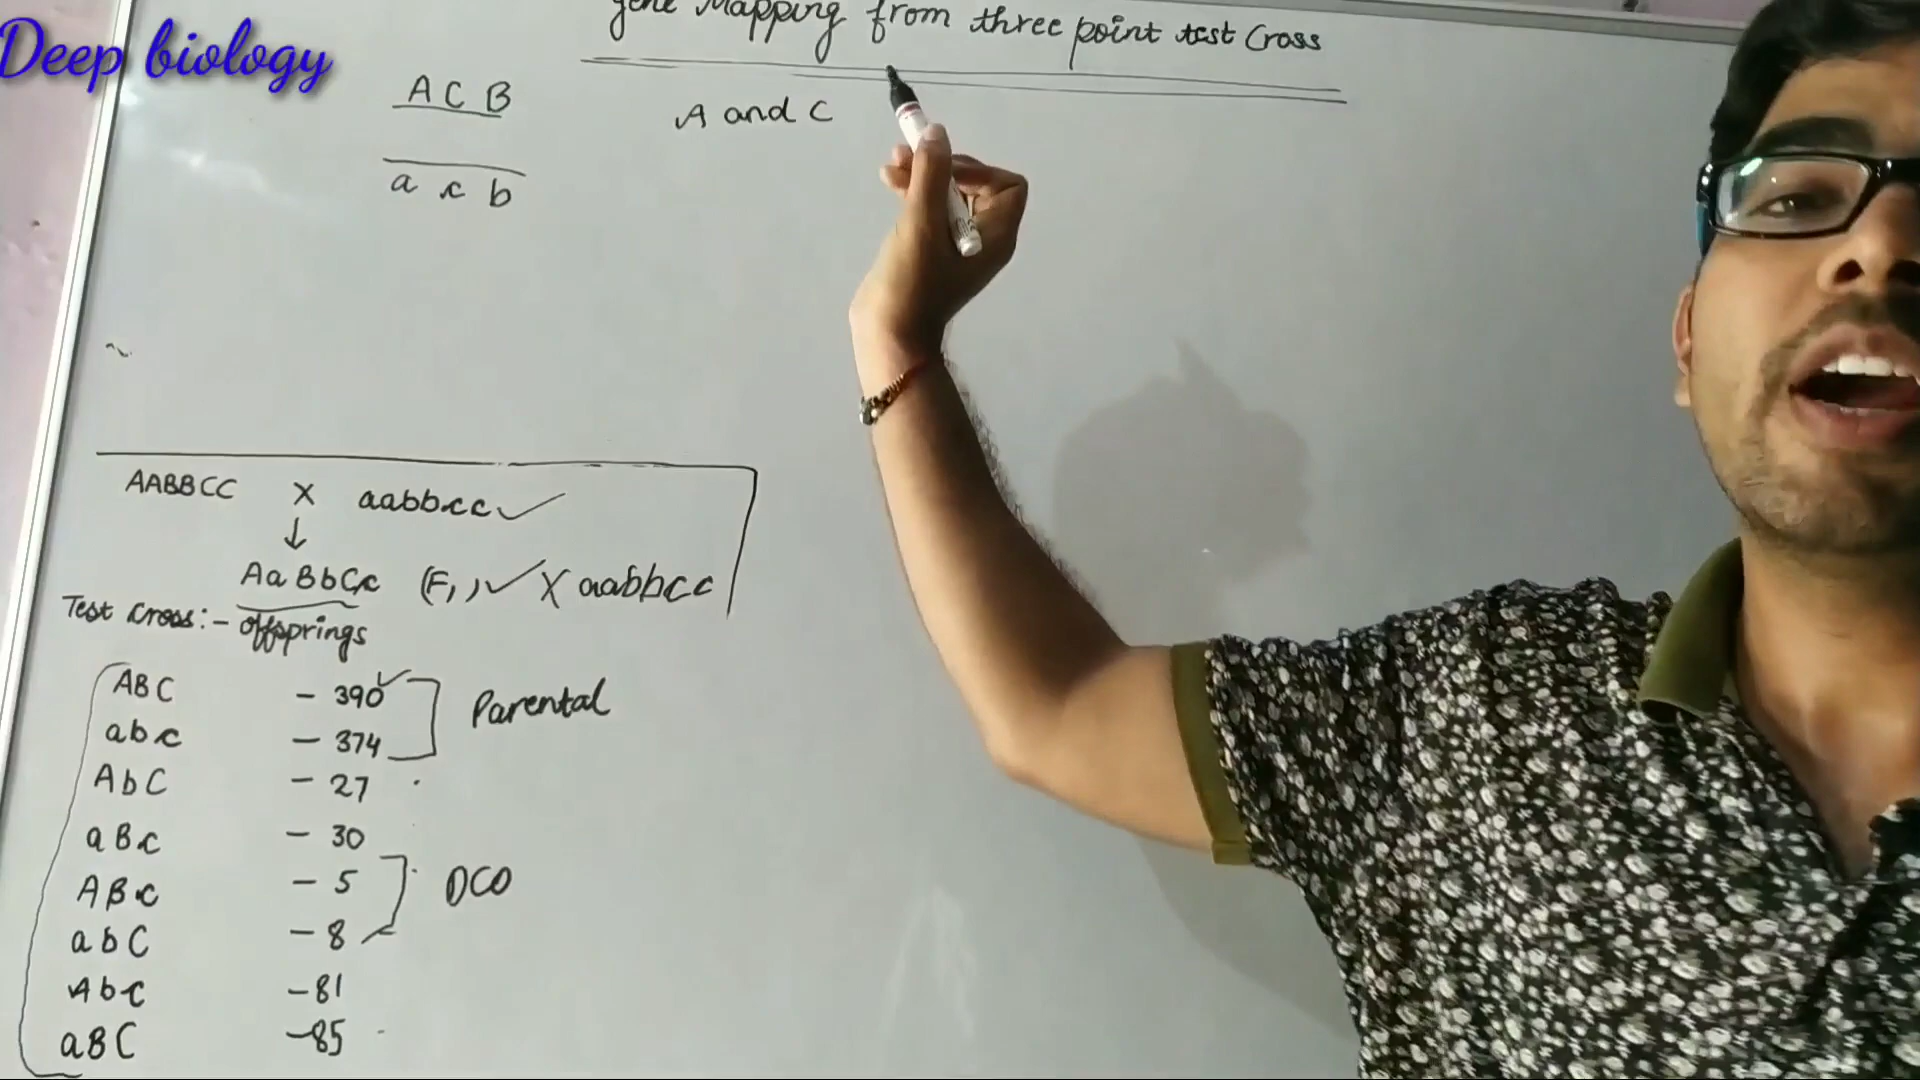 Deep biology
Gene Mapping from three point test Cross
A C B
a c b
A and C
AABBCC X aabbcc
↓
AaBbCc (F₁) X aabbcc
Test cross:- offsprings
ABC - 390
abc - 374
Parental
AbC - 27
aBc - 30
ABc - 5
abC - 8
DCO
Abc - 81
aBC - 85